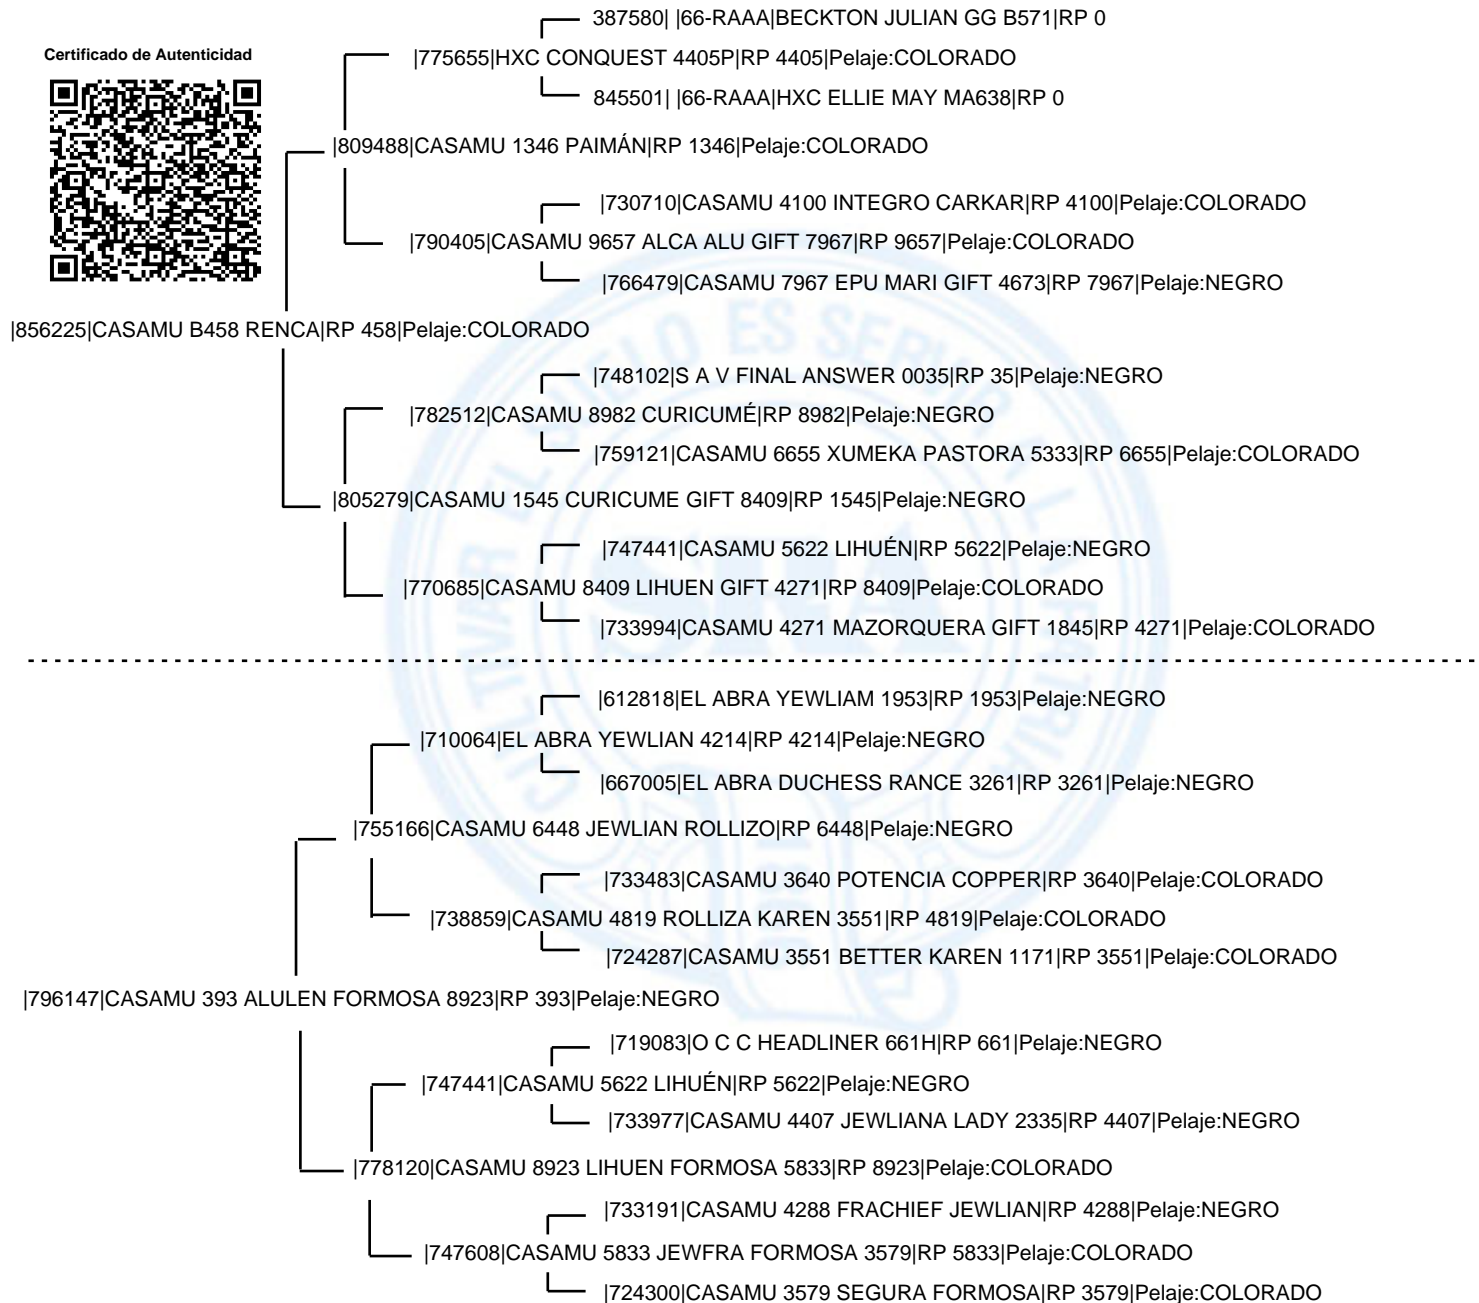 387580| |66-RAAA|BECKTON JULIAN GG B571|RP 0
Certificado de Autenticidad
|775655|HXC CONQUEST 4405P|RP 4405|Pelaje:COLORADO
845501| |66-RAAA|HXC ELLIE MAY MA638|RP 0
|809488|CASAMU 1346 PAIMÁN|RP 1346|Pelaje:COLORADO
|730710|CASAMU 4100 INTEGRO CARKAR|RP 4100|Pelaje:COLORADO
|790405|CASAMU 9657 ALCA ALU GIFT 7967|RP 9657|Pelaje:COLORADO
|766479|CASAMU 7967 EPU MARI GIFT 4673|RP 7967|Pelaje:NEGRO
|856225|CASAMU B458 RENCA|RP 458|Pelaje:COLORADO
|748102|S A V FINAL ANSWER 0035|RP 35|Pelaje:NEGRO
|782512|CASAMU 8982 CURICUMÉ|RP 8982|Pelaje:NEGRO
|759121|CASAMU 6655 XUMEKA PASTORA 5333|RP 6655|Pelaje:COLORADO
|805279|CASAMU 1545 CURICUME GIFT 8409|RP 1545|Pelaje:NEGRO
|747441|CASAMU 5622 LIHUÉN|RP 5622|Pelaje:NEGRO
|770685|CASAMU 8409 LIHUEN GIFT 4271|RP 8409|Pelaje:COLORADO
|733994|CASAMU 4271 MAZORQUERA GIFT 1845|RP 4271|Pelaje:COLORADO
|612818|EL ABRA YEWLIAM 1953|RP 1953|Pelaje:NEGRO
|710064|EL ABRA YEWLIAN 4214|RP 4214|Pelaje:NEGRO
|667005|EL ABRA DUCHESS RANCE 3261|RP 3261|Pelaje:NEGRO
|755166|CASAMU 6448 JEWLIAN ROLLIZO|RP 6448|Pelaje:NEGRO
|733483|CASAMU 3640 POTENCIA COPPER|RP 3640|Pelaje:COLORADO
|738859|CASAMU 4819 ROLLIZA KAREN 3551|RP 4819|Pelaje:COLORADO
|724287|CASAMU 3551 BETTER KAREN 1171|RP 3551|Pelaje:COLORADO
|796147|CASAMU 393 ALULEN FORMOSA 8923|RP 393|Pelaje:NEGRO
|719083|O C C HEADLINER 661H|RP 661|Pelaje:NEGRO
|747441|CASAMU 5622 LIHUÉN|RP 5622|Pelaje:NEGRO
|733977|CASAMU 4407 JEWLIANA LADY 2335|RP 4407|Pelaje:NEGRO
|778120|CASAMU 8923 LIHUEN FORMOSA 5833|RP 8923|Pelaje:COLORADO
|733191|CASAMU 4288 FRACHIEF JEWLIAN|RP 4288|Pelaje:NEGRO
|747608|CASAMU 5833 JEWFRA FORMOSA 3579|RP 5833|Pelaje:COLORADO
|724300|CASAMU 3579 SEGURA FORMOSA|RP 3579|Pelaje:COLORADO
CULTIVAR EL SUELO ES SERVIR A LA PATRIA
SRA